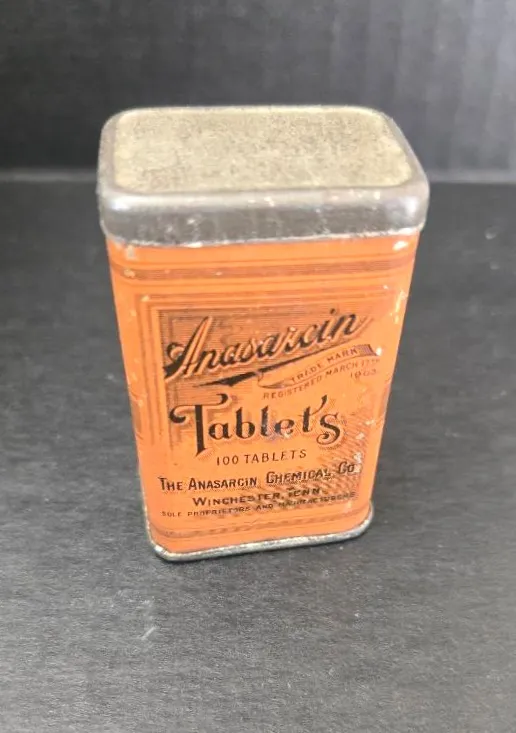 Anasarcin
TRADE MARK
REGISTERED MARCH 17TH
Tablets
100 TABLETS
THE ANASARCIN CHEMICAL CO
WINCHESTER, TENN.
SOLE PROPRIETORS AND MANUFACTURERS